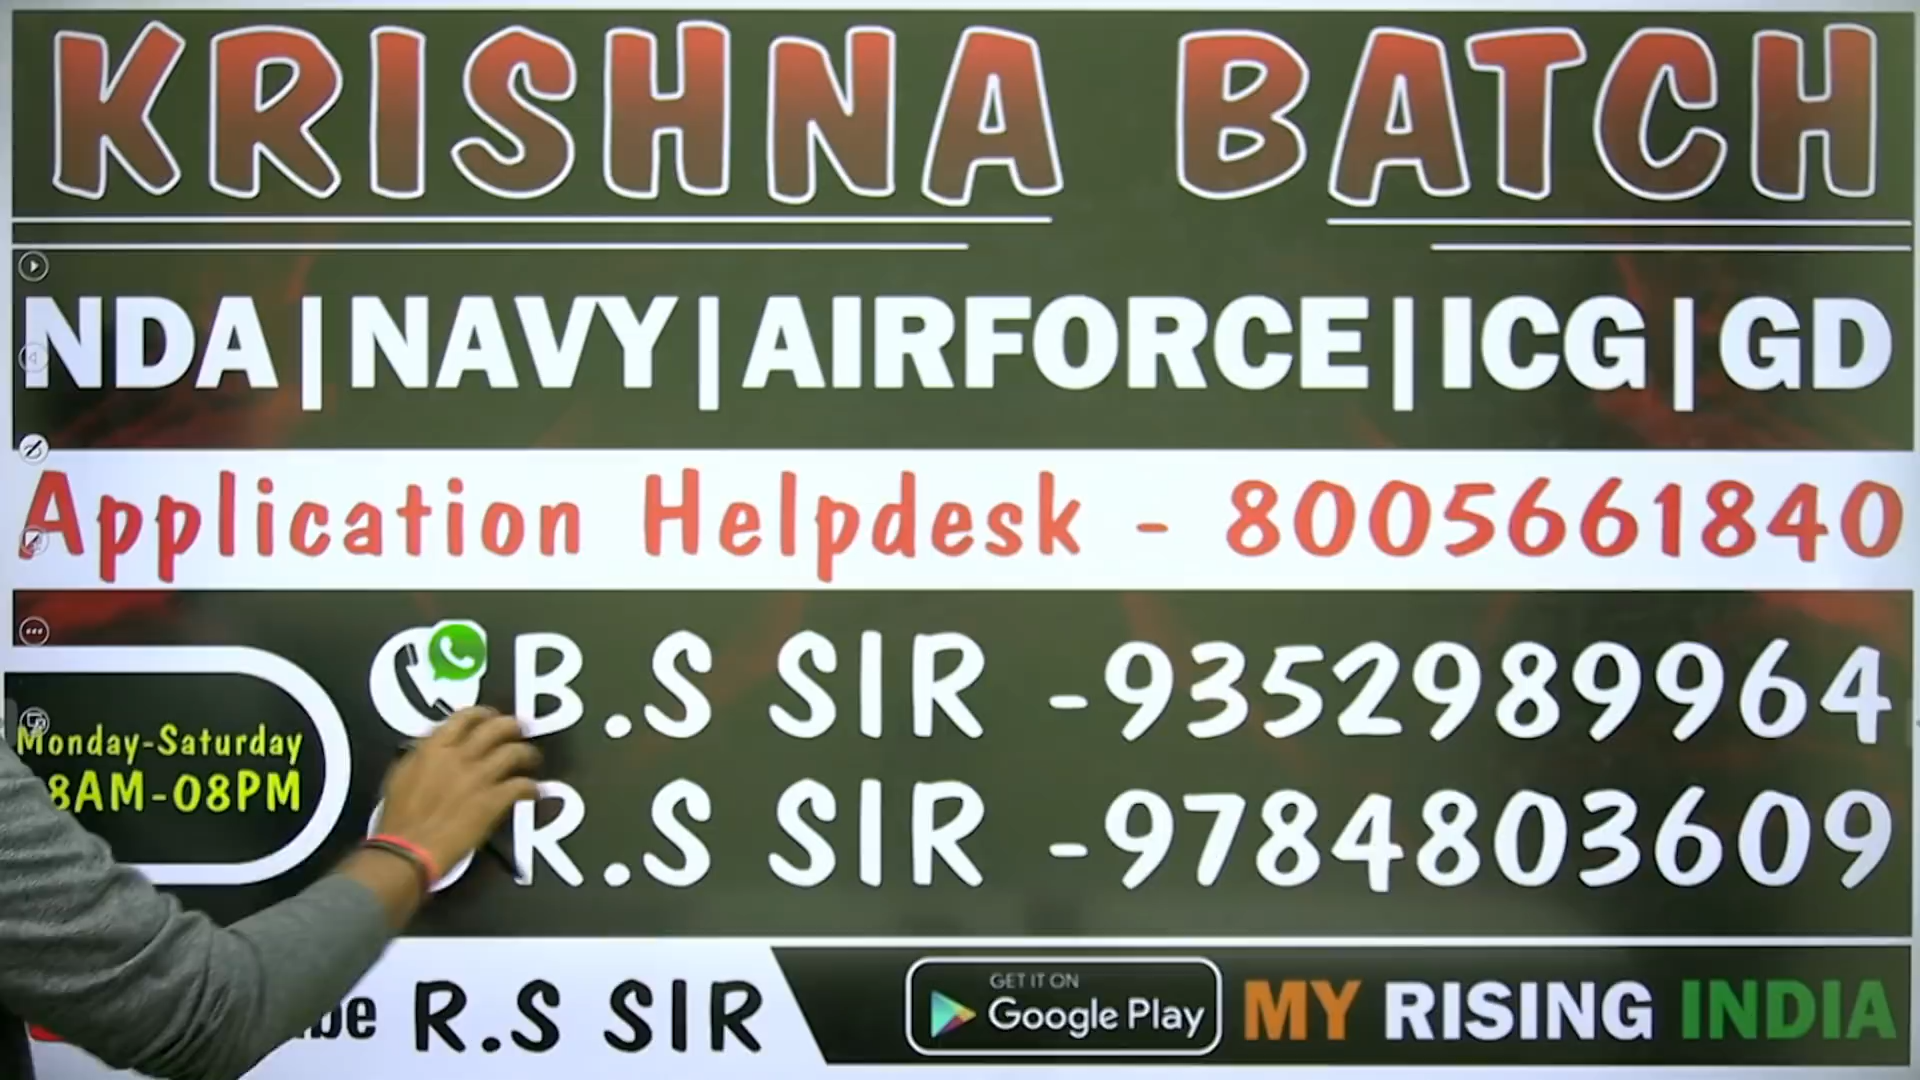 KRISHNA BATCH
NDA|NAVY|AIRFORCE|ICG|GD
Application Helpdesk - 8005661840
B.S SIR -9352989964
Monday-Saturday
8AM-08PM
R.S SIR -9784803609
R.S SIR
GET IT ON
Google Play
MY RISING INDIA